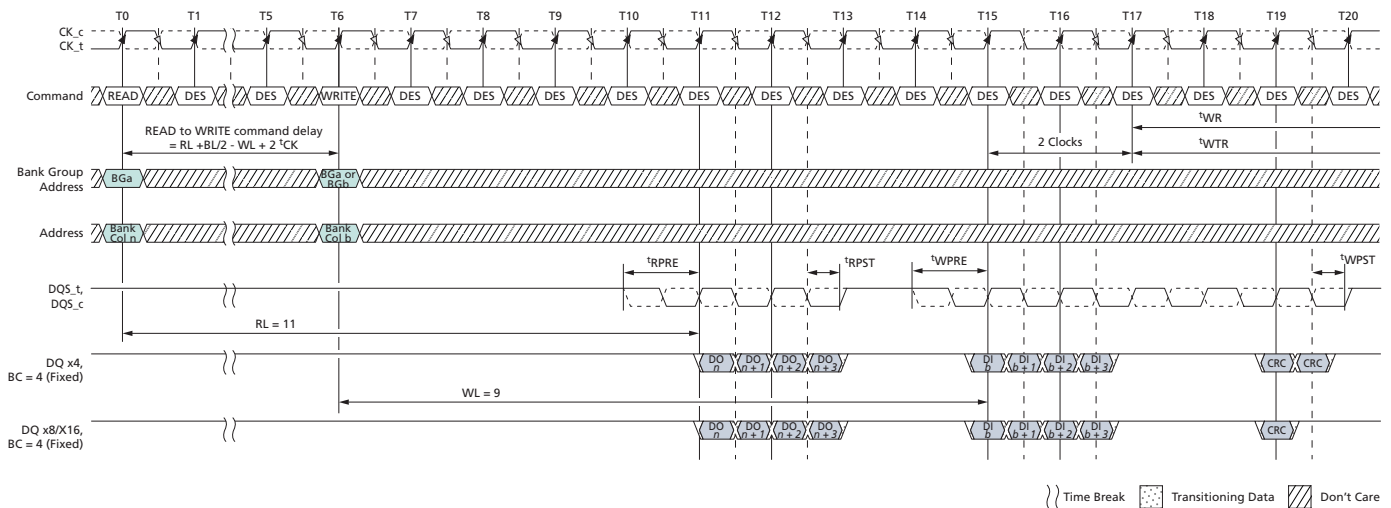 T0 T1 T5 T6 T7 T8 T9 T10 T11 T12 T13 T14 T15 T16 T17 T18 T19 T20
CK_c
CK_t
Command READ DES DES WRITE DES DES DES DES DES DES DES DES DES DES DES DES DES DES
READ to WRITE command delay
= RL +BL/2 - WL + 2 tCK
tWR
2 Clocks
tWTR
Bank Group
Address
BGa
BGa or
BGb
Address
Bank
Col n
Bank
Col b
tRPRE tRPST tWPRE tWPST
DQS_t,
DQS_c
RL = 11
DQ x4,
BC = 4 (Fixed)
DO
n
DO
n + 1
DO
n + 2
DO
n + 3
DI
b
DI
b + 1
DI
b + 2
DI
b + 3
CRC CRC
WL = 9
DQ x8/X16,
BC = 4 (Fixed)
DO
n
DO
n + 1
DO
n + 2
DO
n + 3
DI
b
DI
b + 1
DI
b + 2
DI
b + 3
CRC
Time Break Transitioning Data Don't Care